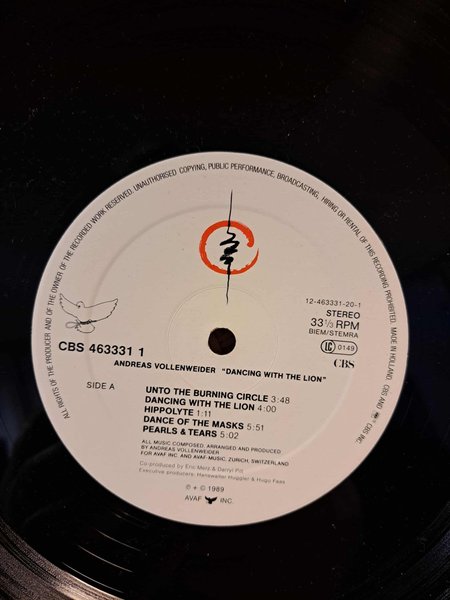 ALL RIGHTS OF THE PRODUCER AND OF THE OWNER OF THE RECORDED WORK RESERVED. UNAUTHORISED COPYING, PUBLIC PERFORMANCE, BROADCASTING, HIRING OR RENTAL OF THIS RECORDING PROHIBITED. MADE IN HOLLAND. CBS AND CBS INC.
12-463331-20-1
STEREO
33 1/3 RPM
BIEM/STEMRA
LC 0149
CBS 463331 1
CBS
ANDREAS VOLLENWEIDER "DANCING WITH THE LION"
SIDE A
UNTO THE BURNING CIRCLE 3:48
DANCING WITH THE LION 4:00
HIPPOLYTE 1:11
DANCE OF THE MASKS 5:51
PEARLS & TEARS 5:02
ALL MUSIC COMPOSED, ARRANGED AND PRODUCED
BY ANDREAS VOLLENWEIDER
FOR AVAF INC. AND AVAF-MUSIC, ZURICH, SWITZERLAND
Co-produced by Eric Merz & Darryl Pitt
Executive producers: Hanswalter Huggler & Hugo Faas
℗ + © 1989
AVAF INC.